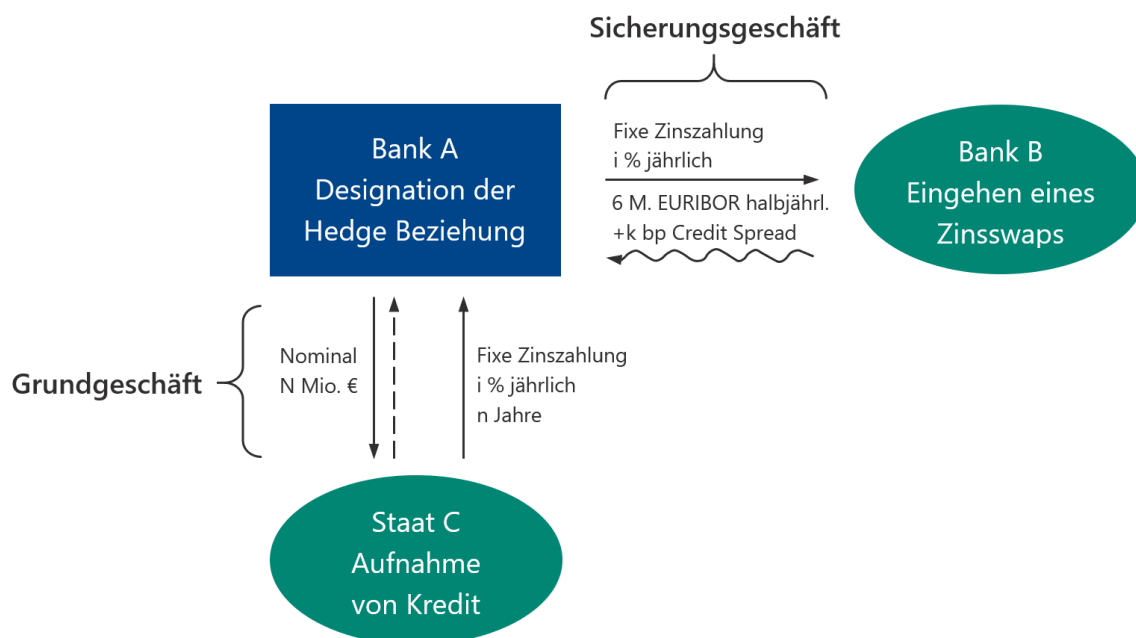 Sicherungsgeschäft
Bank A
Designation der
Hedge Beziehung
Fixe Zinszahlung
i % jährlich
6 M. EURIBOR halbjährl.
+k bp Credit Spread
Bank B
Eingehen eines
Zinsswaps
Grundgeschäft
Nominal
N Mio. €
Fixe Zinszahlung
i % jährlich
n Jahre
Staat C
Aufnahme
von Kredit